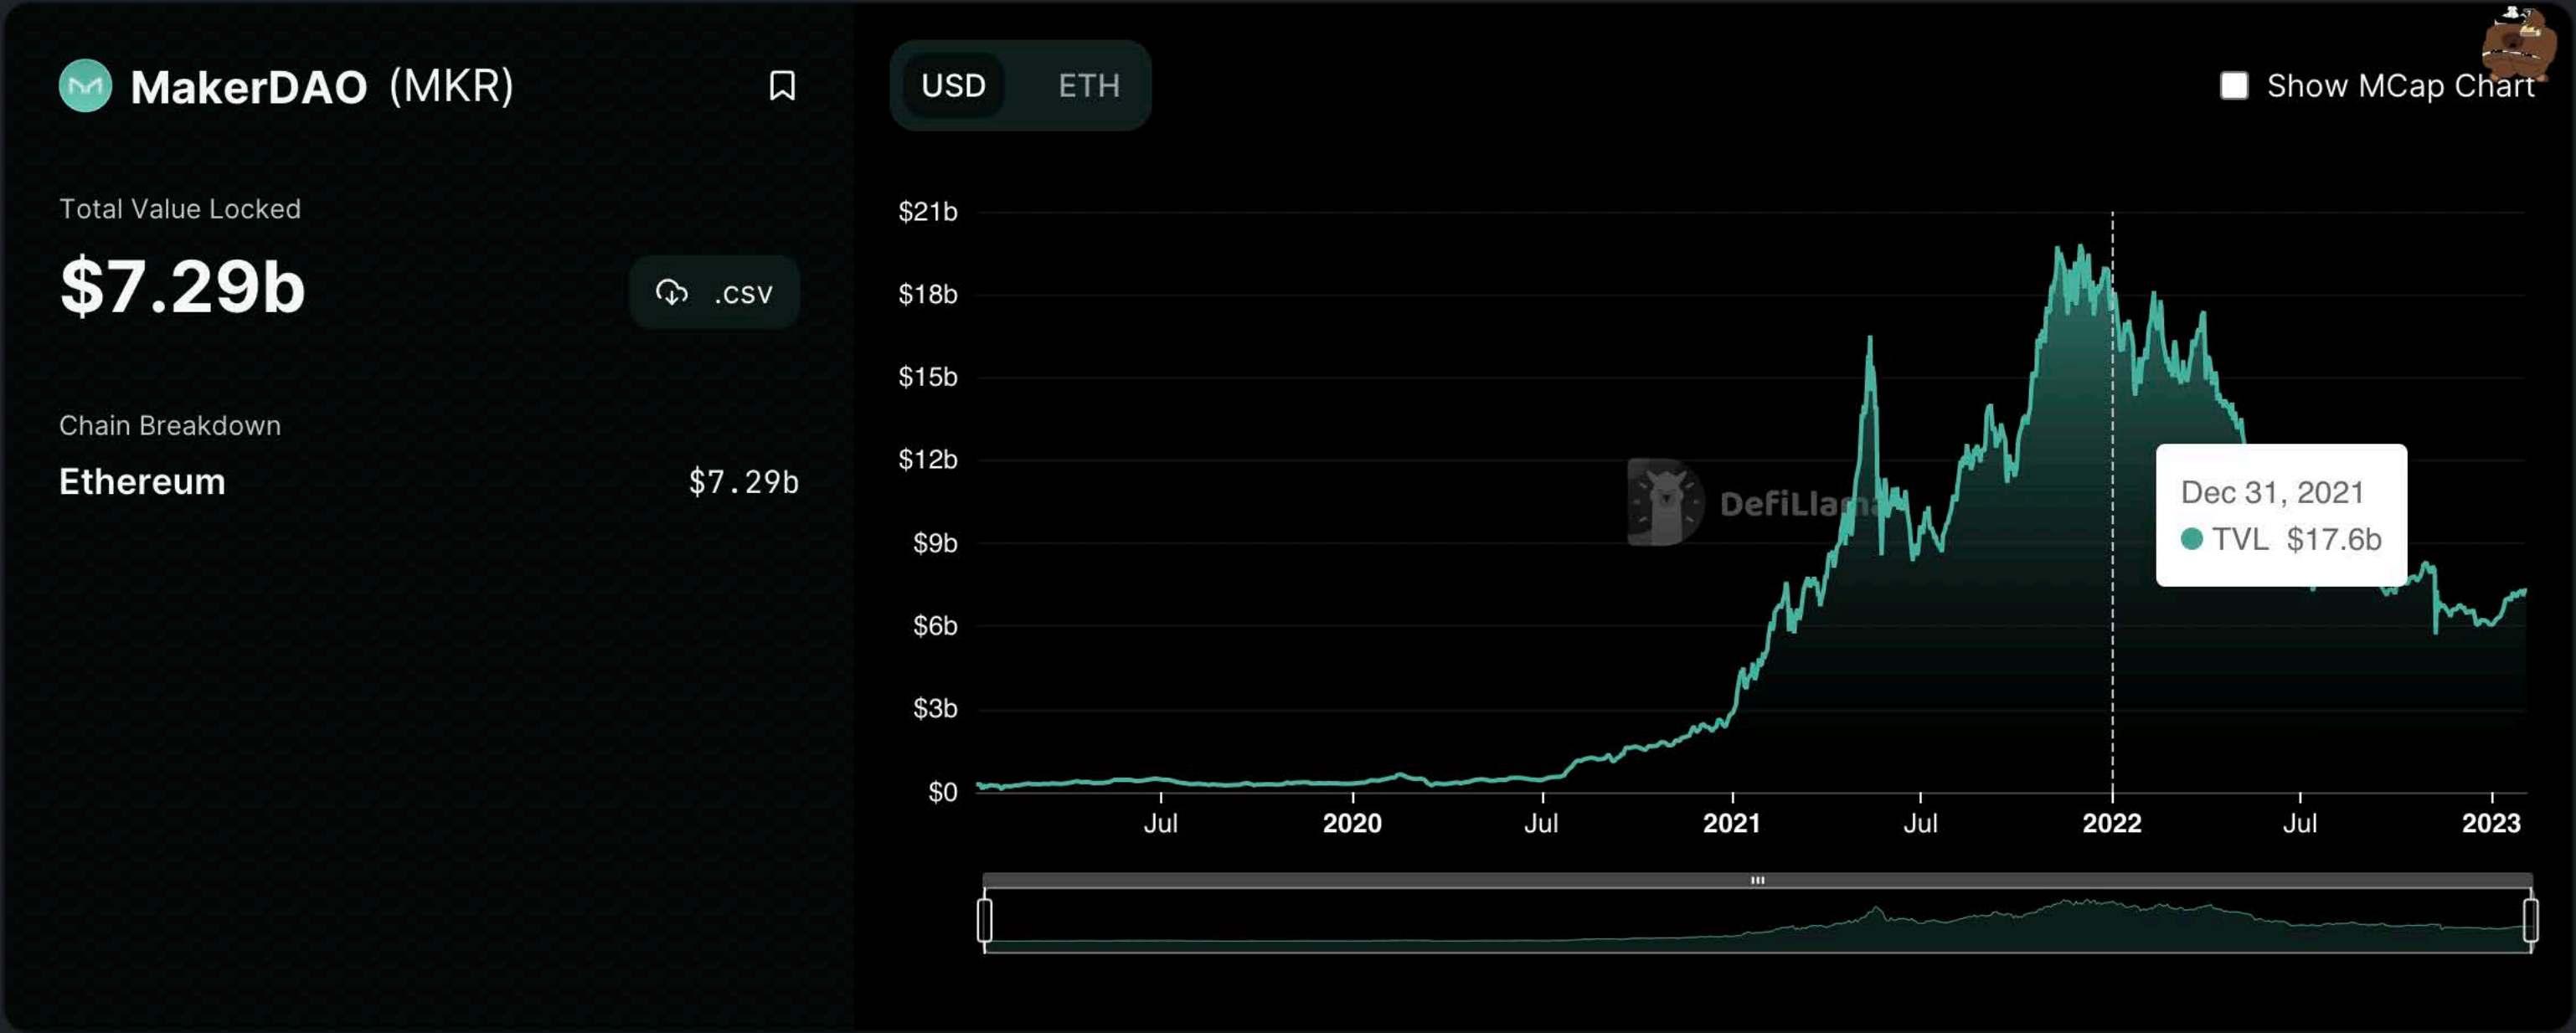 MakerDAO (MKR)
Total Value Locked
$7.29b
.csv
Chain Breakdown
Ethereum $7.29b
USD ETH
Show MCap Chart
$21b
$18b
$15b
$12b
$9b
$6b
$3b
$0
DefiLlama
Dec 31, 2021
TVL $17.6b
Jul 2020 Jul 2021 Jul 2022 Jul 2023